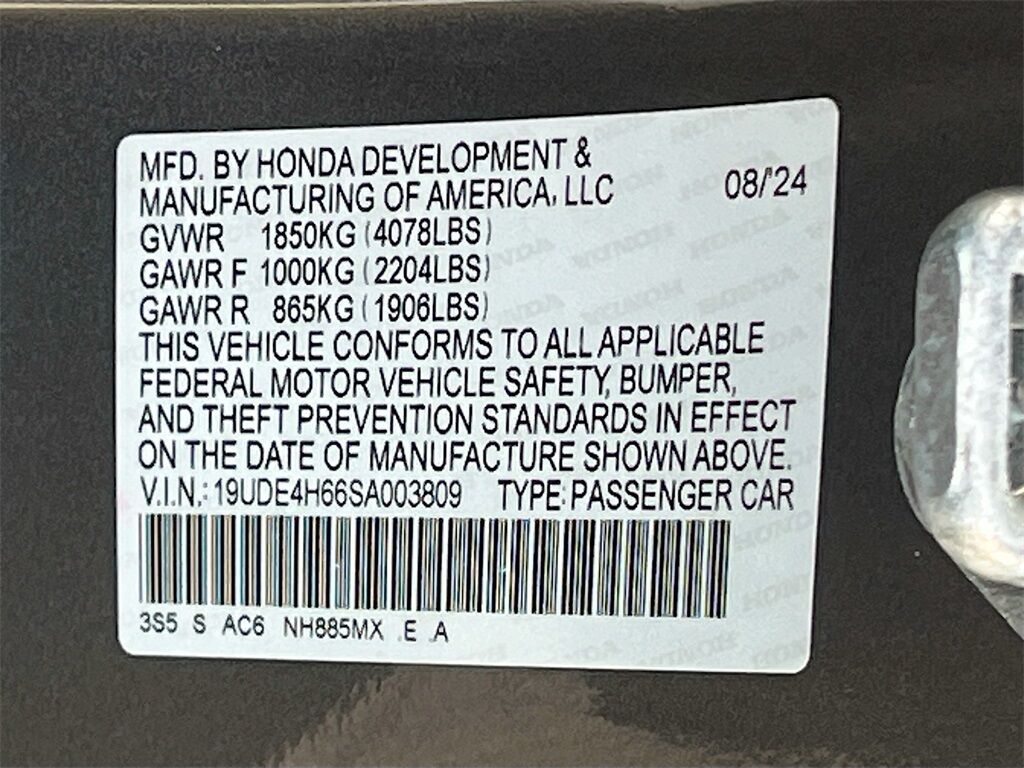 MFD. BY HONDA DEVELOPMENT &
MANUFACTURING OF AMERICA, LLC 08/'24
GVWR 1850KG (4078LBS)
GAWR F 1000KG (2204LBS)
GAWR R 865KG (1906LBS)
THIS VEHICLE CONFORMS TO ALL APPLICABLE
FEDERAL MOTOR VEHICLE SAFETY, BUMPER,
AND THEFT PREVENTION STANDARDS IN EFFECT
ON THE DATE OF MANUFACTURE SHOWN ABOVE.
V.I.N.: 19UDE4H66SA003809 TYPE: PASSENGER CAR
3S5 S AC6 NH885MX .E .A